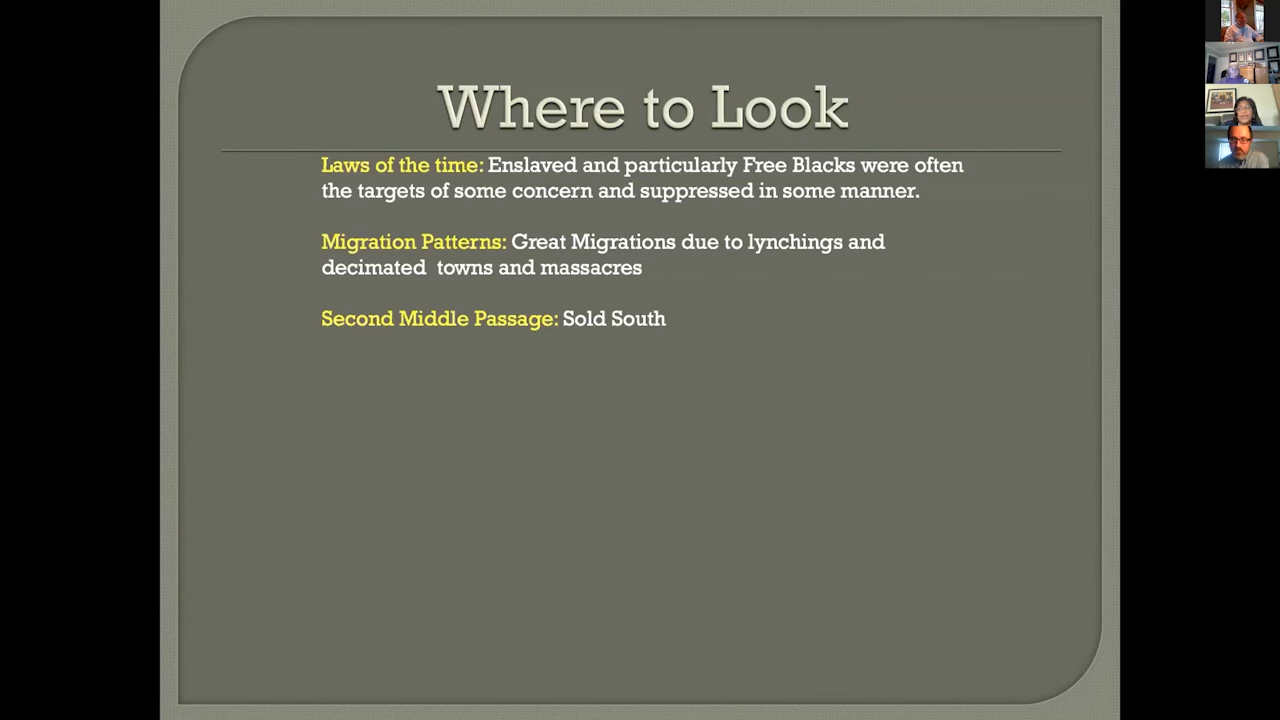 Where to Look
Laws of the time: Enslaved and particularly Free Blacks were often
the targets of some concern and suppressed in some manner.
Migration Patterns: Great Migrations due to lynchings and
decimated  towns and massacres
Second Middle Passage: Sold South